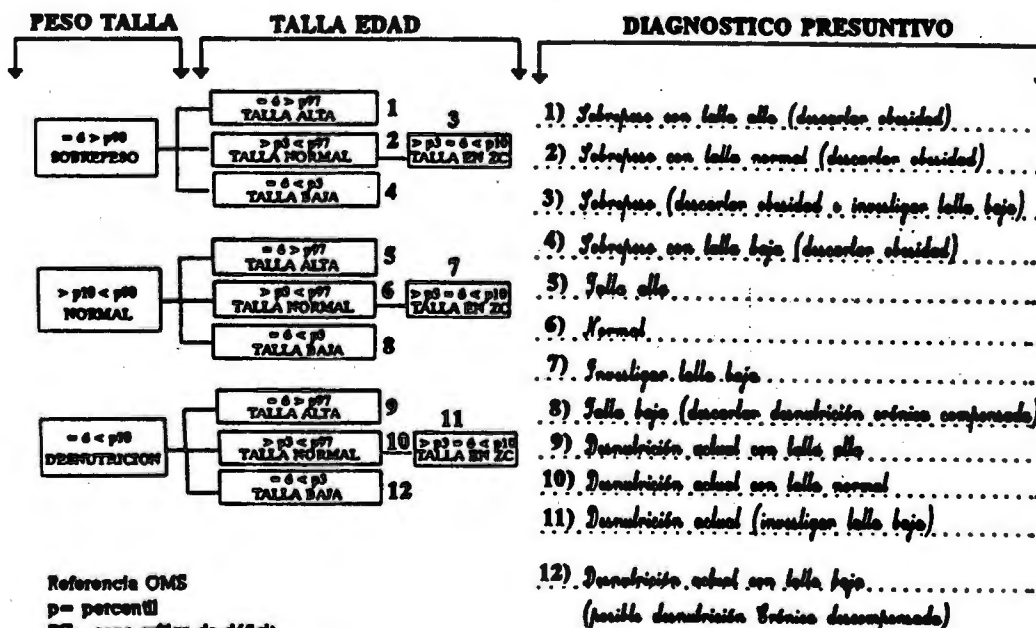 PESO TALLA
TALLA EDAD
DIAGNOSTICO PRESUNTIVO
= ó > p90
SOBREPESO
= ó > p97
TALLA ALTA
1
> p3 < p97
TALLA NORMAL
2
3
> p3 = ó < p10
TALLA EN ZC
= ó < p3
TALLA BAJA
4
> p10 < p90
NORMAL
= ó > p97
TALLA ALTA
5
> p3 < p97
TALLA NORMAL
6
7
> p3 = ó < p10
TALLA EN ZC
= ó < p3
TALLA BAJA
8
= ó < p10
DESNUTRICION
= ó > p97
TALLA ALTA
9
> p3 < p97
TALLA NORMAL
10
11
> p3 = ó < p10
TALLA EN ZC
= ó < p3
TALLA BAJA
12
1) Sobrepeso con talla alta (descartar obesidad)
2) Sobrepeso con talla normal (descartar obesidad)
3) Sobrepeso (descartar obesidad e investigar talla baja)
4) Sobrepeso con talla baja (descartar obesidad)
5) Talla alta
6) Normal
7) Investigar talla baja
8) Talla baja (descartar desnutrición crónica compensada)
9) Desnutrición actual con talla alta
10) Desnutrición actual con talla normal
11) Desnutrición actual (investigar talla baja)
12) Desnutrición actual con talla baja
(posible desnutrición Crónica descompensada)
Referencia OMS
p= percentil